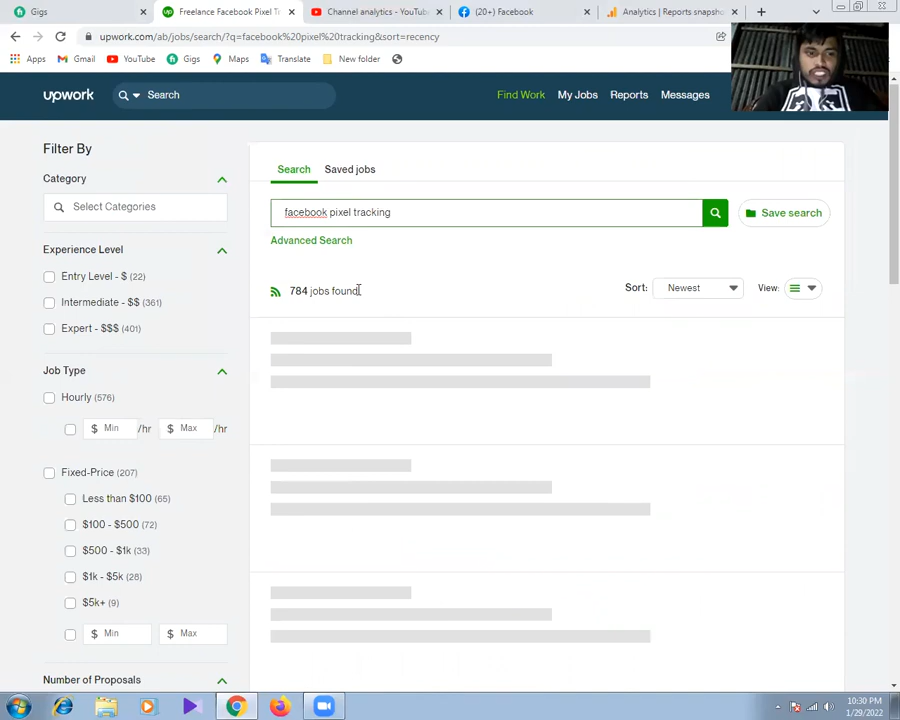 Gigs
Freelance Facebook Pixel Tr
Channel analytics - YouTube
(20+) Facebook
Analytics | Reports snapsho
upwork.com/ab/jobs/search/?q=facebook%20pixel%20tracking&sort=recency
Apps
Gmail
YouTube
Gigs
Maps
Translate
New folder
upwork
Search
Find Work
My Jobs
Reports
Messages
Filter By
Category
Select Categories
Experience Level
Entry Level - $ (22)
Intermediate - $$ (361)
Expert - $$$ (401)
Job Type
Hourly (576)
$ Min /hr $ Max /hr
Fixed-Price (207)
Less than $100 (65)
$100 - $500 (72)
$500 - $1k (33)
$1k - $5k (28)
$5k+ (9)
$ Min $ Max
Number of Proposals
Search
Saved jobs
facebook pixel tracking
Save search
Advanced Search
784 jobs found
Sort: Newest
View:
10:30 PM
1/29/2022